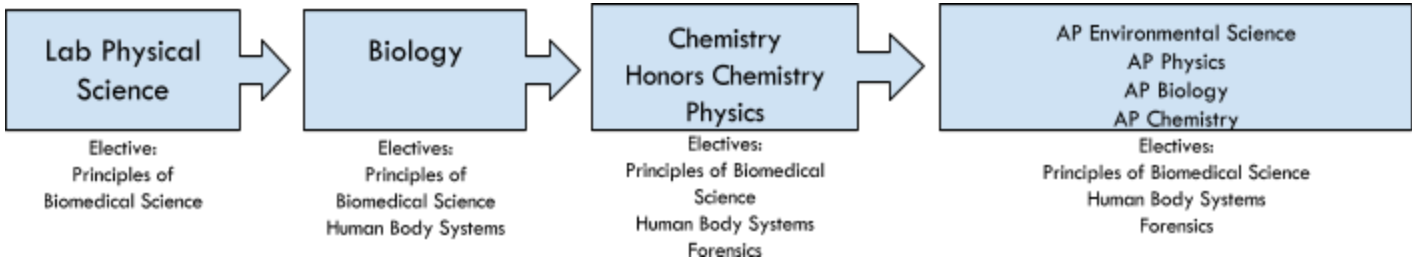 Lab Physical
Science
Elective:
Principles of
Biomedical Science
Biology
Electives:
Principles of
Biomedical Science
Human Body Systems
Chemistry
Honors Chemistry
Physics
Electives:
Principles of Biomedical
Science
Human Body Systems
Forensics
AP Environmental Science
AP Physics
AP Biology
AP Chemistry
Electives:
Principles of Biomedical Science
Human Body Systems
Forensics